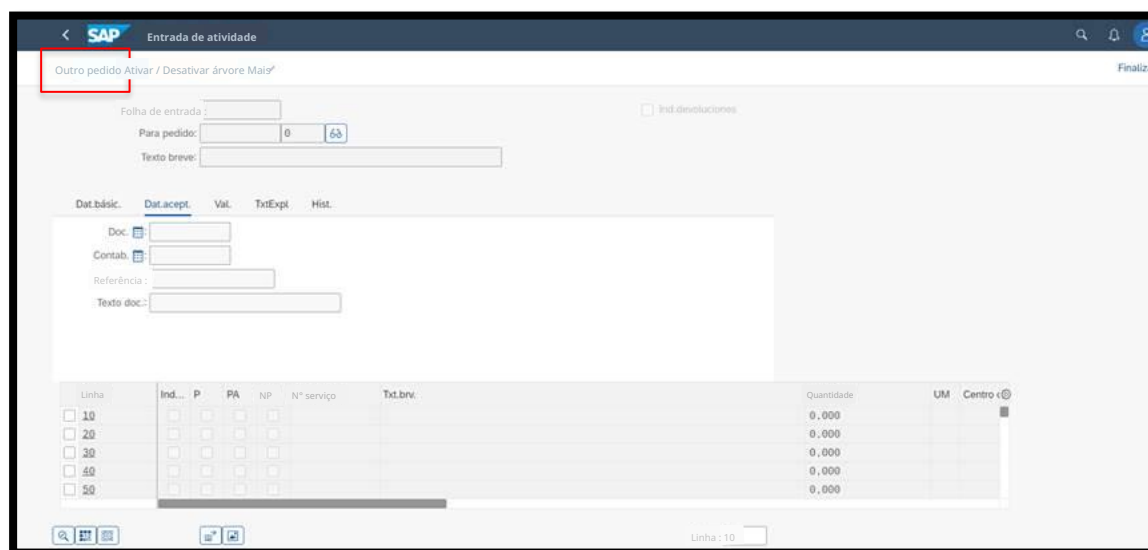 SAP Entrada de atividade
Outro pedido Ativar / Desativar árvore Mais
Finaliz
Folha de entrada :
Ind.devoluciones
Para pedido: 0
Texto breve:
Dat.básic. Dat.acept. Val. TxtExpl Hist.
Doc. :
Contab. :
Referência :
Texto doc.:
Linha Ind... P PA NP Nº serviço Txt.brv. Quantidade UM Centro c
10 0,000
20 0,000
30 0,000
40 0,000
50 0,000
Linha : 10